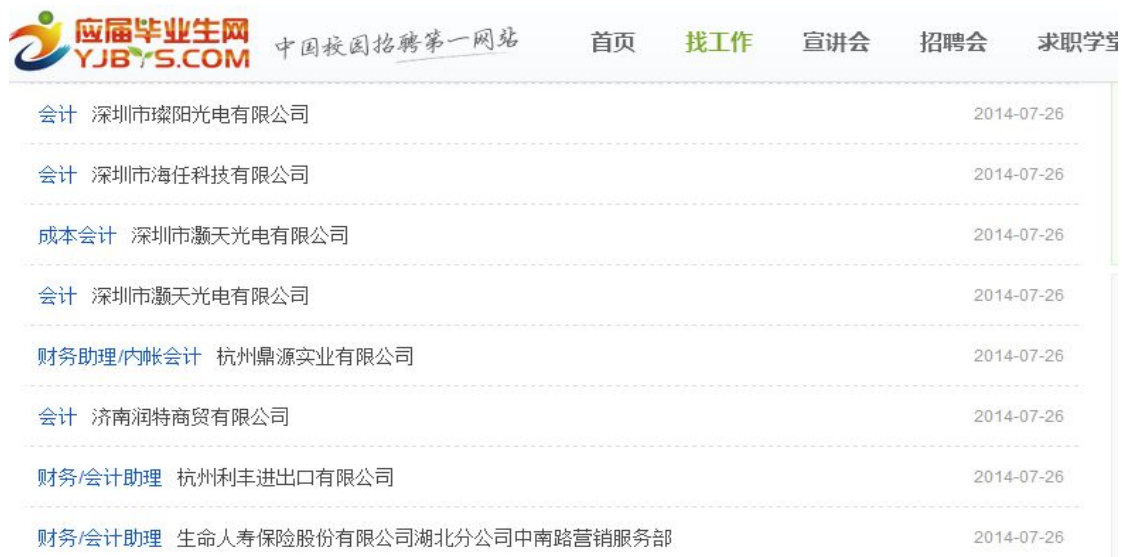 应届毕业生网
YJBYS.COM
中国校园招聘第一网站
首页 找工作 宣讲会 招聘会 求职学堂
会计 深圳市璨阳光电有限公司 2014-07-26
会计 深圳市海任科技有限公司 2014-07-26
成本会计 深圳市灏天光电有限公司 2014-07-26
会计 深圳市灏天光电有限公司 2014-07-26
财务助理/内帐会计 杭州鼎源实业有限公司 2014-07-26
会计 济南润特商贸有限公司 2014-07-26
财务/会计助理 杭州利丰进出口有限公司 2014-07-26
财务/会计助理 生命人寿保险股份有限公司湖北分公司中南路营销服务部 2014-07-26